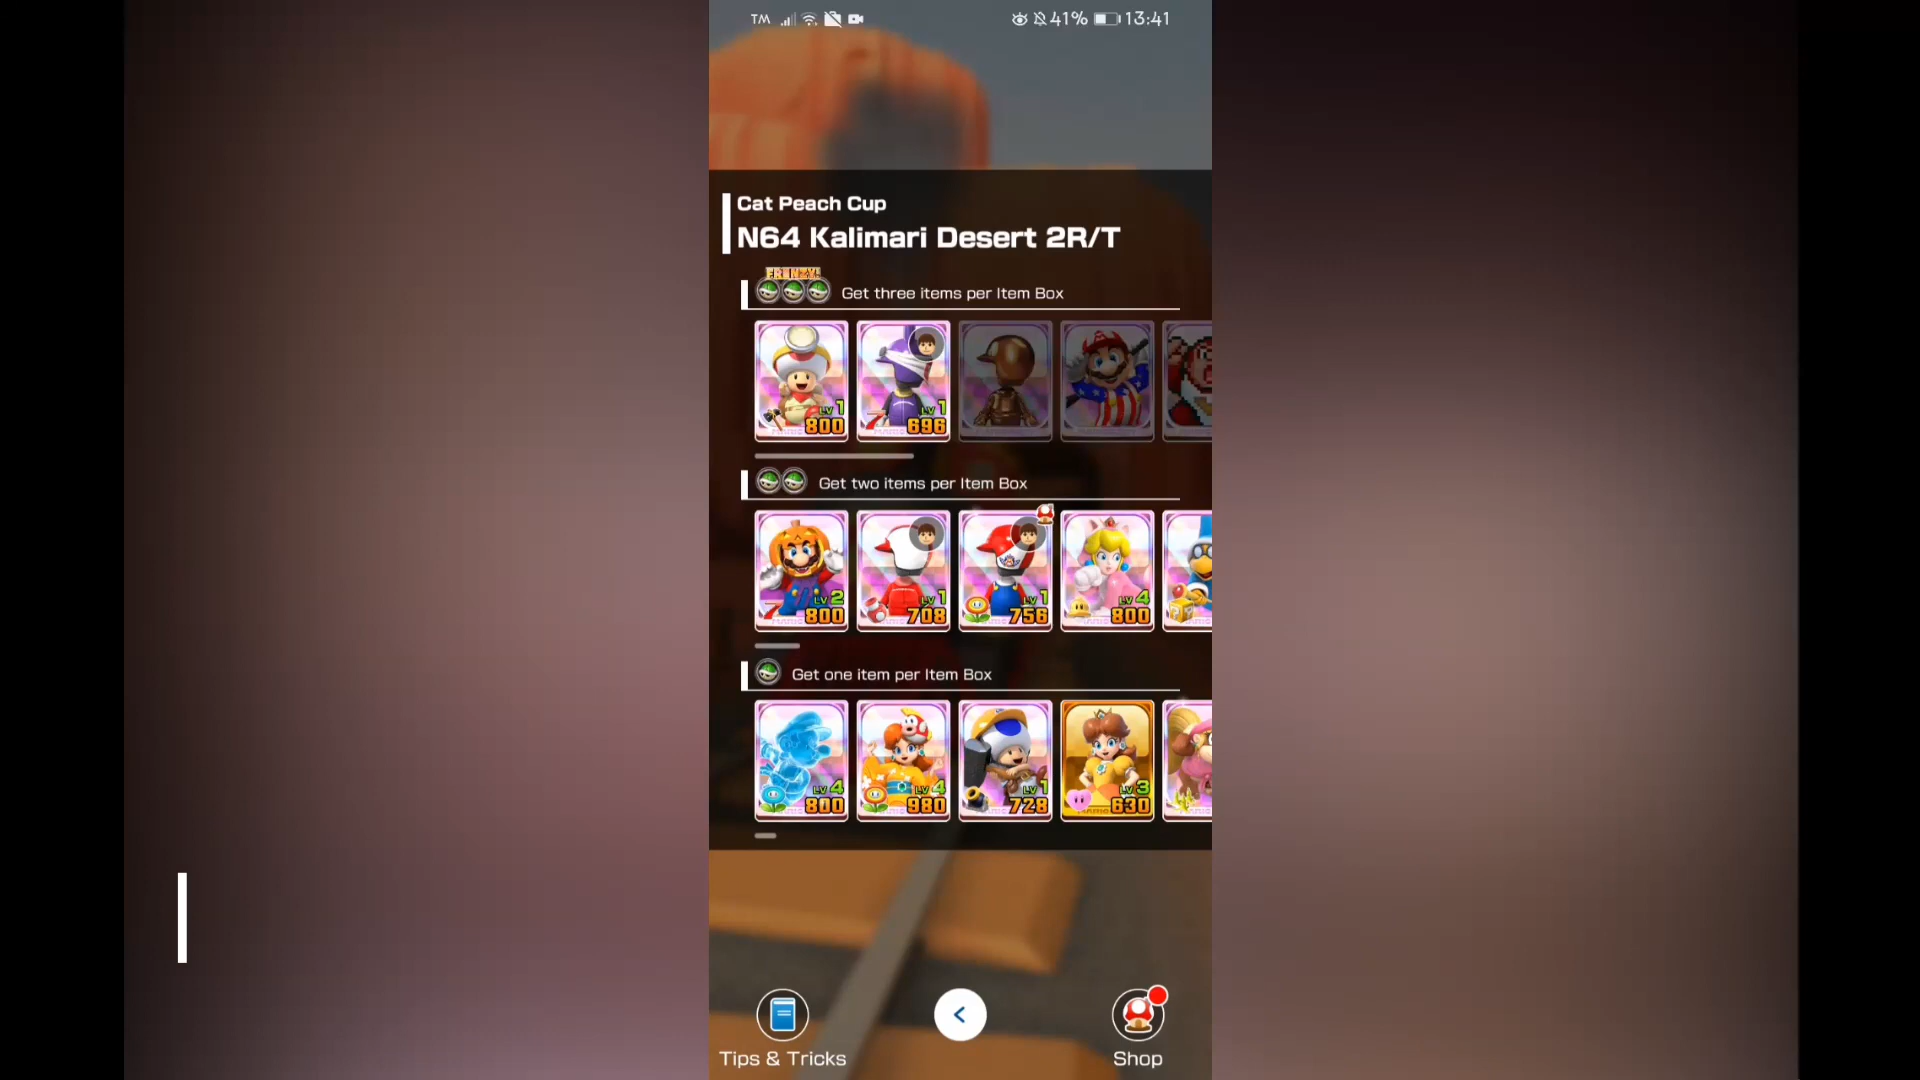 TM 41% 13:41
Cat Peach Cup
N64 Kalimari Desert 2R/T
FRENZY!
Get three items per Item Box
LV 1 800
LV 1 696
Get two items per Item Box
LV 2 800
LV 1 708
LV 1 756
LV 4 800
Get one item per Item Box
LV 4 800
LV 4 980
LV 1 728
LV 3 630
Tips & Tricks
Shop